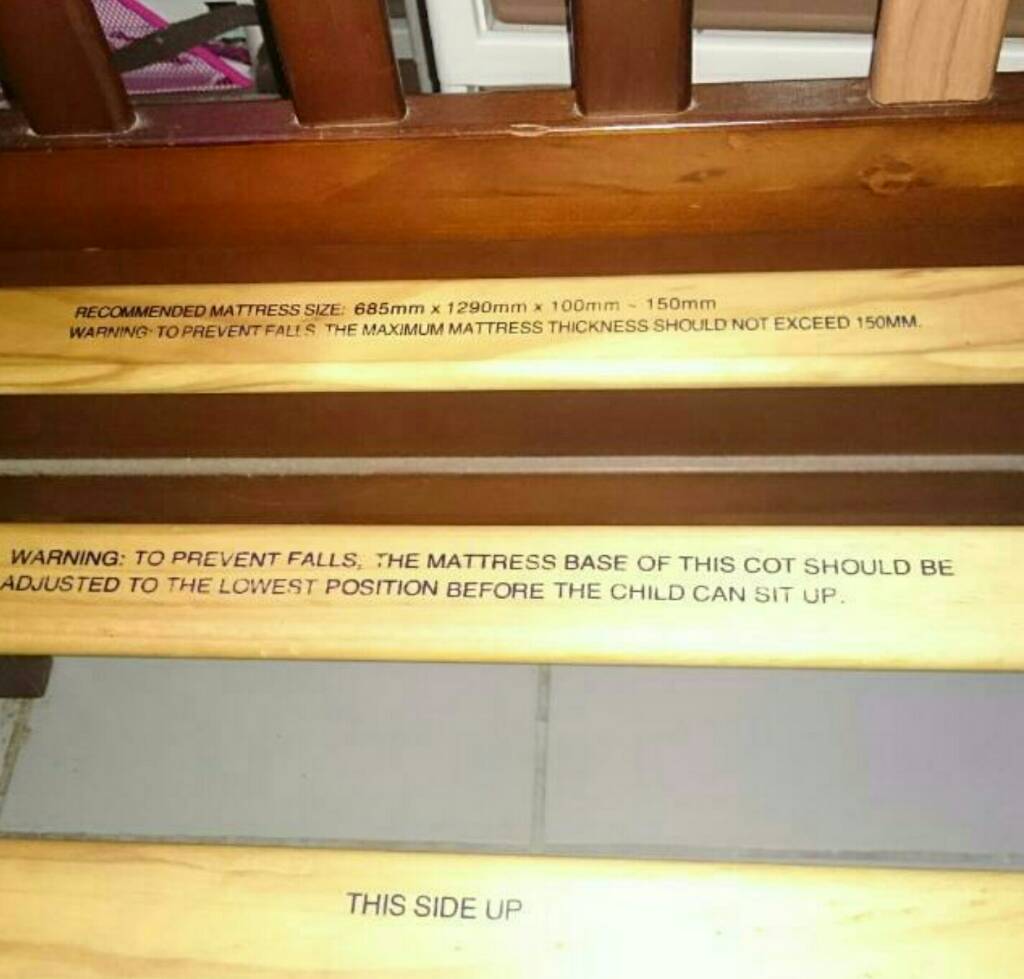 RECOMMENDED MATTRESS SIZE: 685mm x 1290mm x 100mm ~ 150mm
WARNING: TO PREVENT FALLS, THE MAXIMUM MATTRESS THICKNESS SHOULD NOT EXCEED 150MM.
WARNING: TO PREVENT FALLS, THE MATTRESS BASE OF THIS COT SHOULD BE
ADJUSTED TO THE LOWEST POSITION BEFORE THE CHILD CAN SIT UP.
THIS SIDE UP